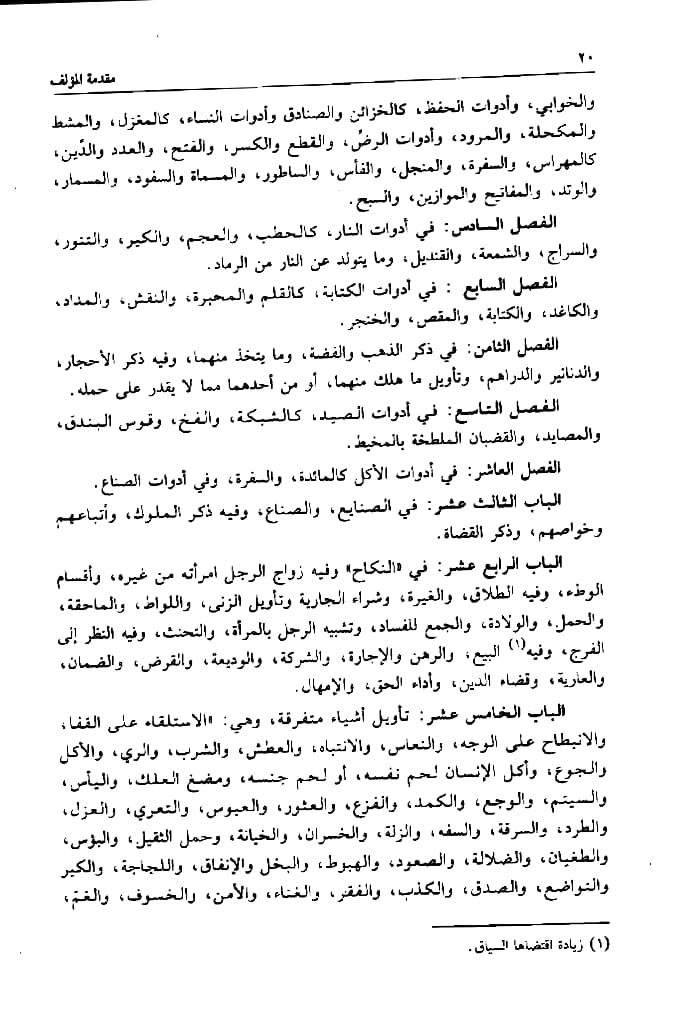 ٢٠
مقدمة المؤلف
والخوابي، وأدوات الحفظ، كالخزائن والصنادق وأدوات النساء، كالمغزل، والمشط
والمكحلة، والمرود، وأدوات الرضّ، والقطع والكسر، والفتح، والعدد والدّين،
كالمهراس، والسفرة، والمنجل، والفأس، والساطور، والمسماة والسفود، والمسمار،
والوتد، والمفاتيح والموازين، والسبح.
الفصل السادس: في أدوات النار، كالحطب، والعجم، والكير، والتنور،
والسراج، والشمعة، والقنديل، وما يتولد عن النار من الرماد.
الفصل السابع : في أدوات الكتابة، كالقلم والمحبرة، والنقش، والمداد،
والكاغد، والكتابة، والمقص، والخنجر.
الفصل الثامن: في ذكر الذهب والفضة، وما يتخذ منهما، وفيه ذكر الأحجار،
والدنانير والدراهم، وتأويل ما هلك منهما، أو من أحدهما مما لا يقدر على حمله.
الفصل التاسع: في أدوات الصيد، كالشبكة، والفخ، وقوس البندق،
والمصايد، والقضبان الملطخة بالمخيط.
الفصل العاشر: في أدوات الأكل كالمائدة، والسفرة، وفي أدوات الصناع.
الباب الثالث عشر: في الصنايع، والصناع، وفيه ذكر الملوك، وأتباعهم
وخواصهم، وذكر القضاة.
الباب الرابع عشر: في «النكاح» وفيه زواج الرجل امرأته من غيره، وأقسام
الوطء، وفيه الطلاق، والغيرة، وشراء الجارية وتأويل الزنى، واللواط، والماحقة،
والحمل، والولادة، والجمع للفساد، وتشبيه الرجل بالمرأة، والتحنث، وفيه النظر إلى
الفرج، وفيه(١) البيع، والرهن والإجارة، والشركة، والوديعة، والقرض، والضمان،
والعارية، وقضاء الدين، وأداء الحق، والإمهال.
الباب الخامس عشر: تأويل أشياء متفرقة، وهي: «الاستلقاء على القفا،
والانبطاح على الوجه، والنعاس، والانتباه، والعطش، والشرب، والري، والأكل
والجوع، وأكل الإنسان لحم نفسه، أو لحم جنسه، ومضغ العلك، واليأس،
والسيتم، والوجع، والكمد، والفزع، والعثور، والعبوس، والتعري، والعزل،
والطرد، والسرقة، والسفه، والزلة، والخسران، والخيانة، وحمل الثقيل، والبؤس،
والطغيان، والضلالة، والصعود، والهبوط، والبخل والإنفاق، واللجاجة، والكير
والتواضع، والصدق، والكذب، والفقر، والغناء، والأمن، والخسوف، والغمّ،
(١) زيادة اقتضاها السياق.